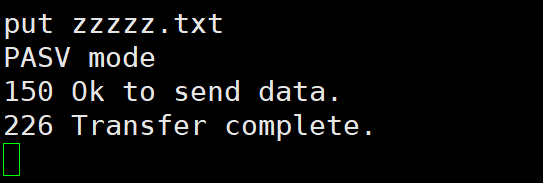 put zzzzz.txt
PASV mode
150 Ok to send data.
226 Transfer complete.